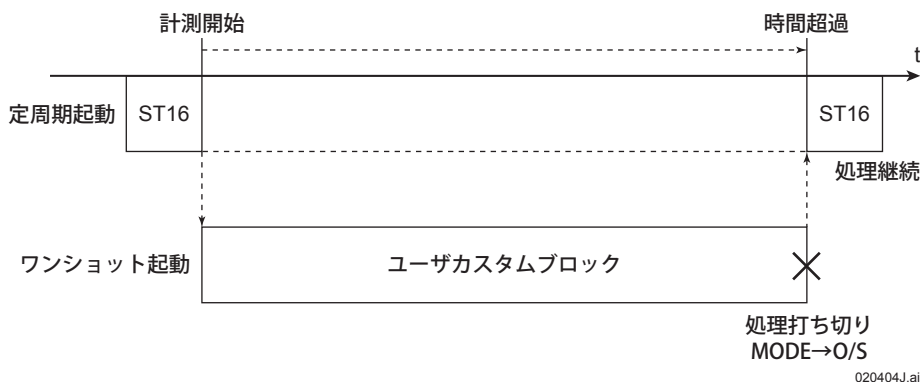 計測開始
時間超過
t
定周期起動
ST16
ST16
処理継続
ワンショット起動
ユーザカスタムブロック
処理打ち切り
MODE→O/S
020404J.ai